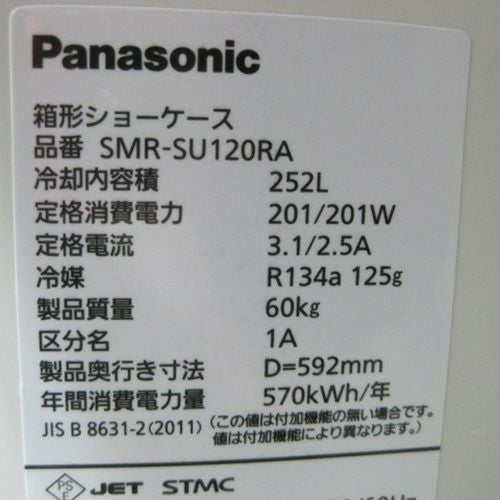 Panasonic
箱形ショーケース
品番 SMR-SU120RA
冷却内容積 252L
定格消費電力 201/201W
定格電流 3.1/2.5A
冷媒 R134a 125g
製品質量 60kg
区分名 1A
製品奥行き寸法 D=592mm
年間消費電力量 570kWh/年
JIS B 8631-2(2011) (この値は付加機能の無い場合です。
値は付加機能により異なります。)
PS
E JET STMC